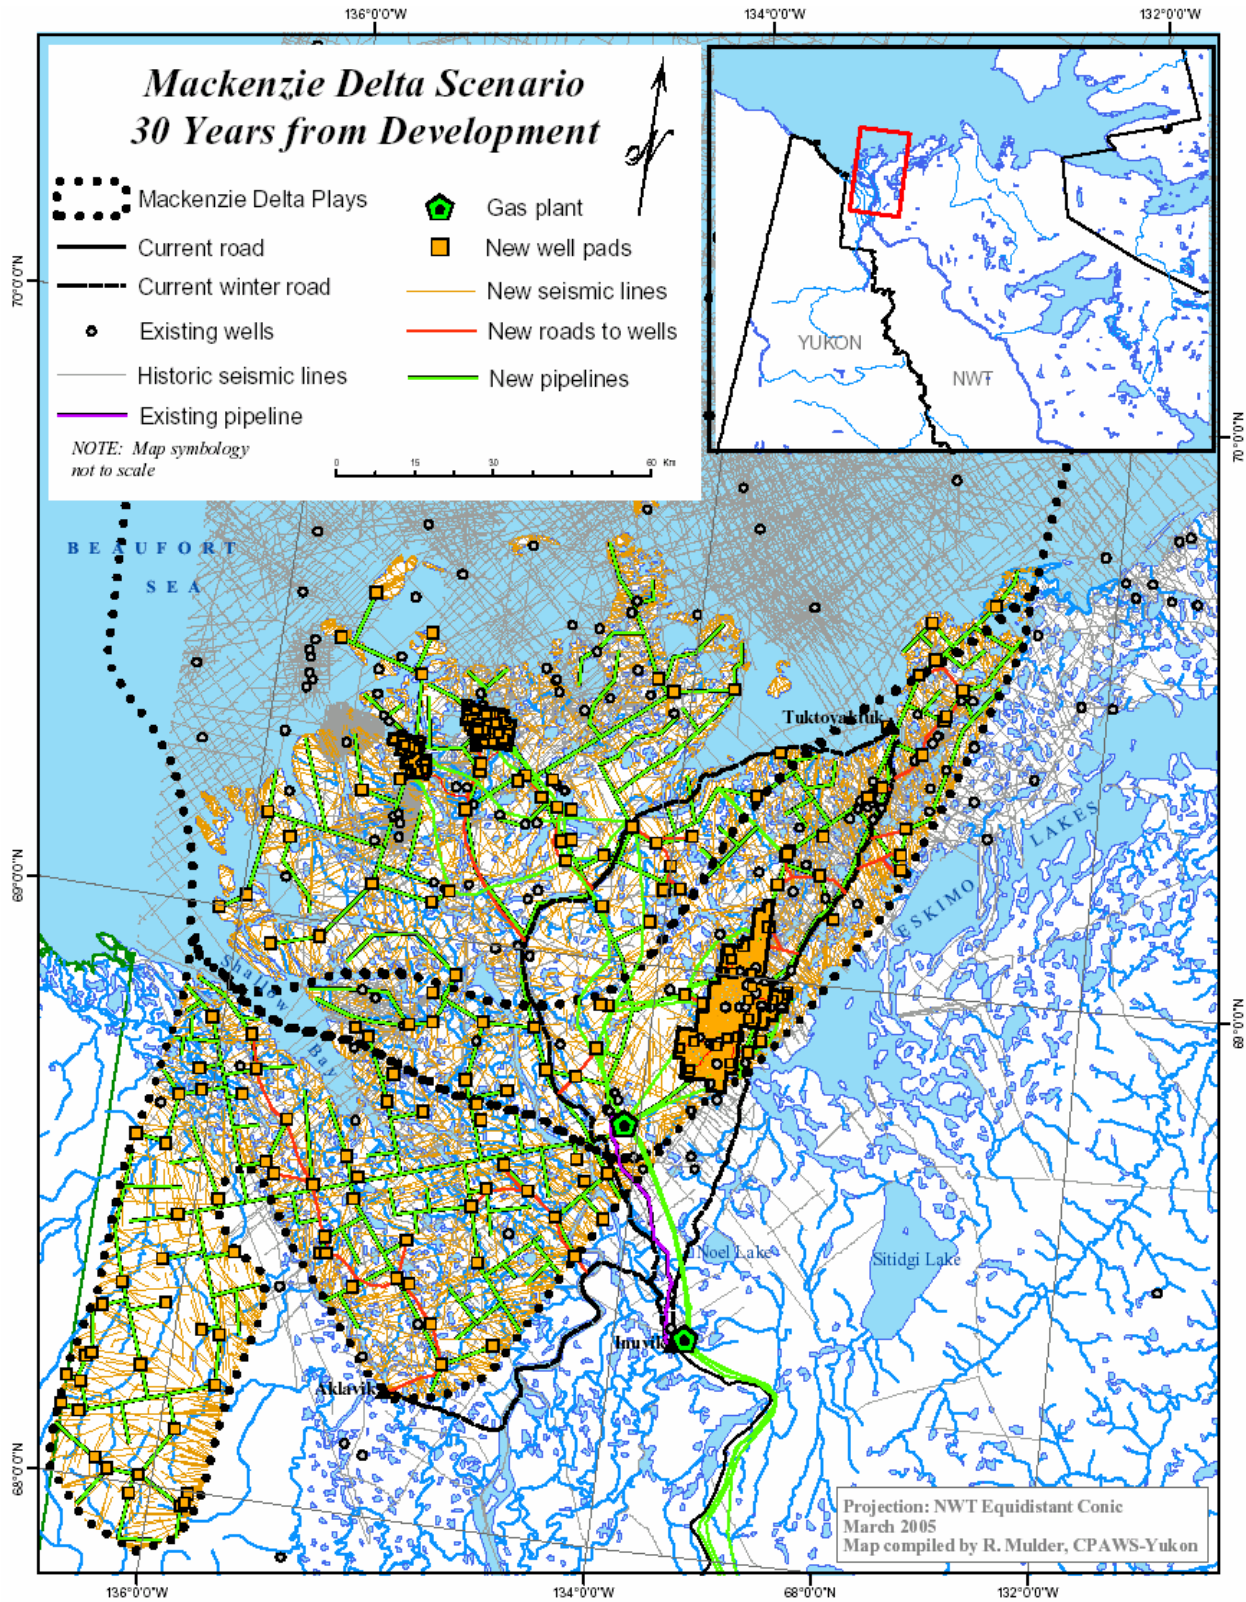 136°0'0"W
134°0'0"W
132°0'0"W
Mackenzie Delta Scenario
30 Years from Development
N
Mackenzie Delta Plays
Current road
Current winter road
Existing wells
Historic seismic lines
Existing pipeline
Gas plant
New well pads
New seismic lines
New roads to wells
New pipelines
NOTE: Map symbology
not to scale
0 15 30 60 Km
YUKON
NWT
70°0'0"N
70°0'0"N
BEAUFORT
SEA
Tuktoyaktuk
ESKIMO LAKES
69°0'0"N
69°0'0"N
Shallow Bay
Noel Lake
Sitidgi Lake
Inuvik
Aklavik
68°0'0"N
Projection: NWT Equidistant Conic
March 2005
Map compiled by R. Mulder, CPAWS-Yukon
136°0'0"W
134°0'0"W
68°0'0"W
132°0'0"W